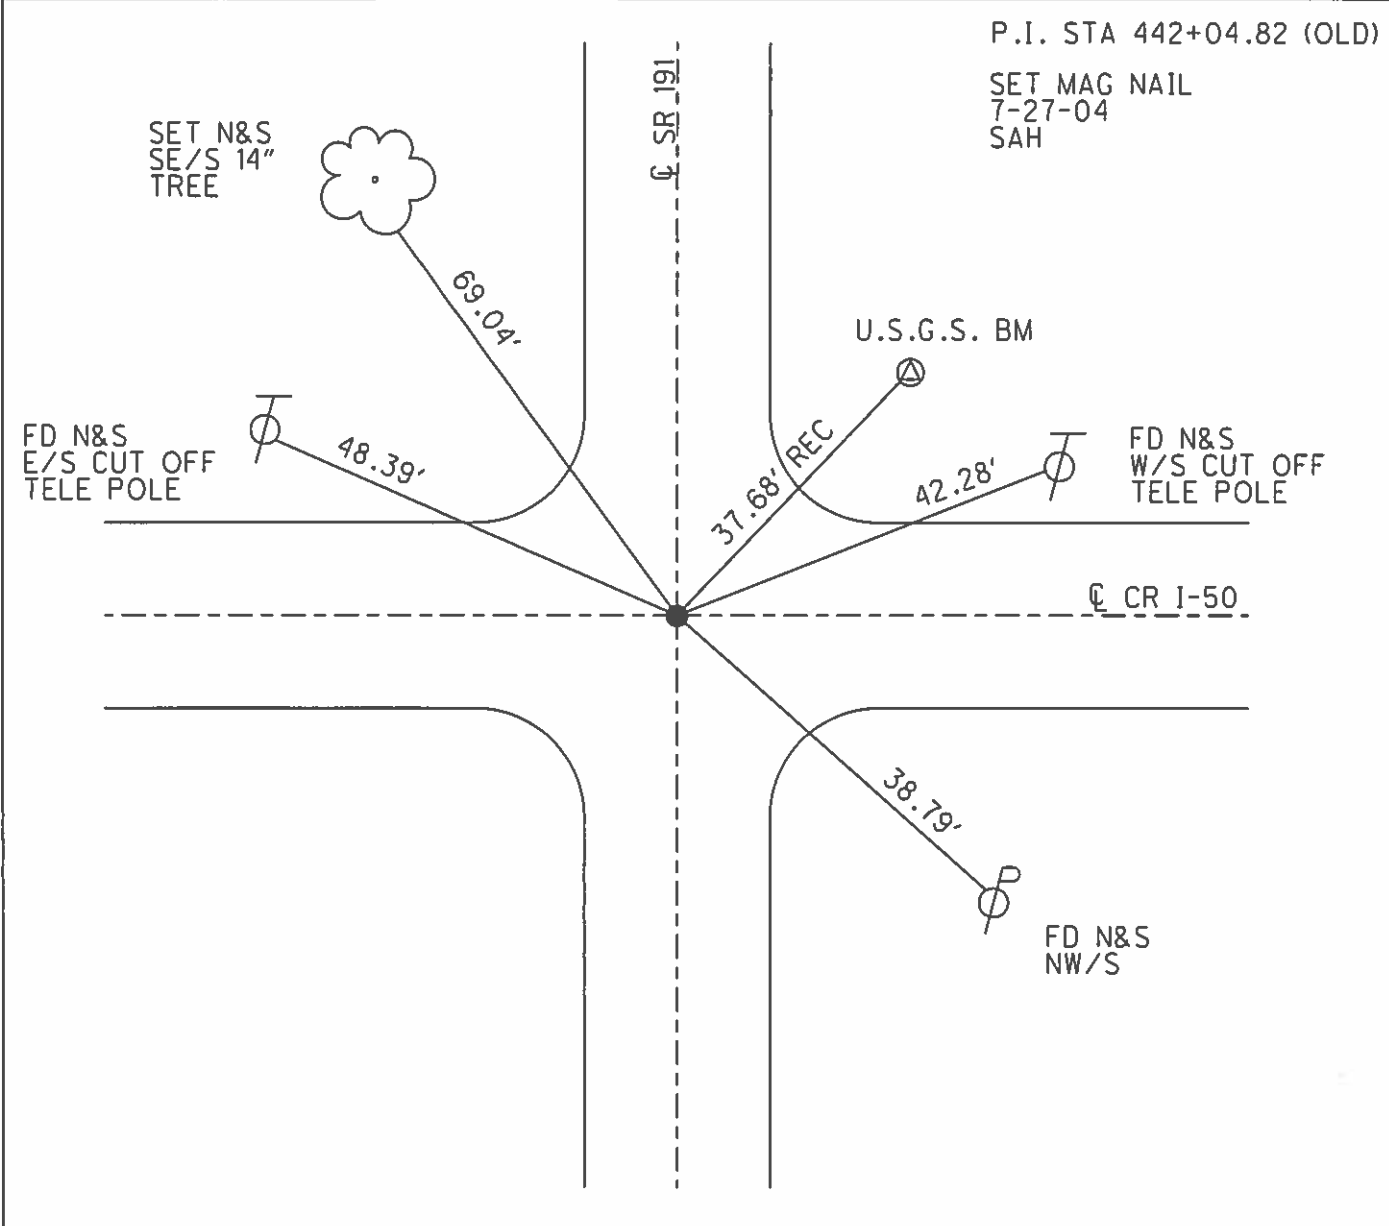 P.I. STA 442+04.82 (OLD)
SET MAG NAIL
7-27-04
SAH
℄ SR 191
SET N&S
SE/S 14"
TREE
69.04'
U.S.G.S. BM
FD N&S
E/S CUT OFF
TELE POLE
48.39'
37.68' REC
42.28'
FD N&S
W/S CUT OFF
TELE POLE
℄ CR I-50
38.79'
P
FD N&S
NW/S